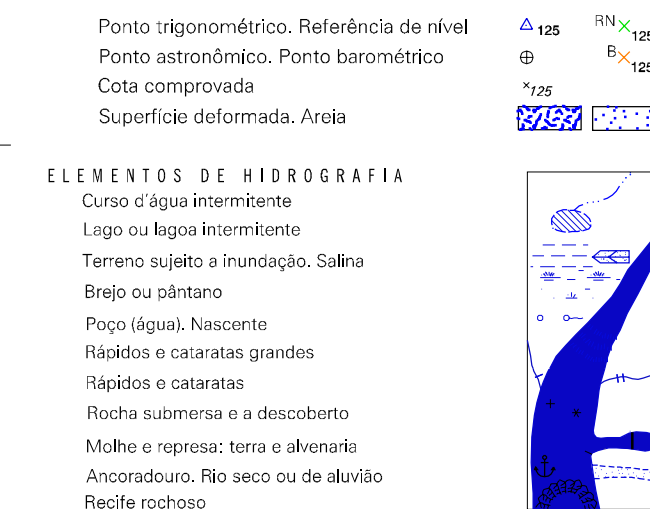 Ponto trigonométrico. Referência de nível 125 RN 125
Ponto astronômico. Ponto barométrico B 125
Cota comprovada 125
Superfície deformada. Areia
ELEMENTOS DE HIDROGRAFIA
Curso d'água intermitente
Lago ou lagoa intermitente
Terreno sujeito a inundação. Salina
Brejo ou pântano
Poço (água). Nascente
Rápidos e cataratas grandes
Rápidos e cataratas
Rocha submersa e a descoberto
Molhe e represa: terra e alvenaria
Ancoradouro. Rio seco ou de aluvião
Recife rochoso